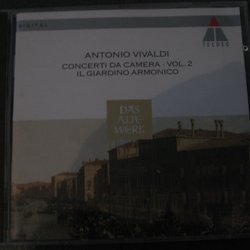 DIGITAL
TELDEC
ANTONIO VIVALDI
CONCERTI DA CAMERA · VOL. 2
IL GIARDINO ARMONICO
DAS
ALTE
WERK